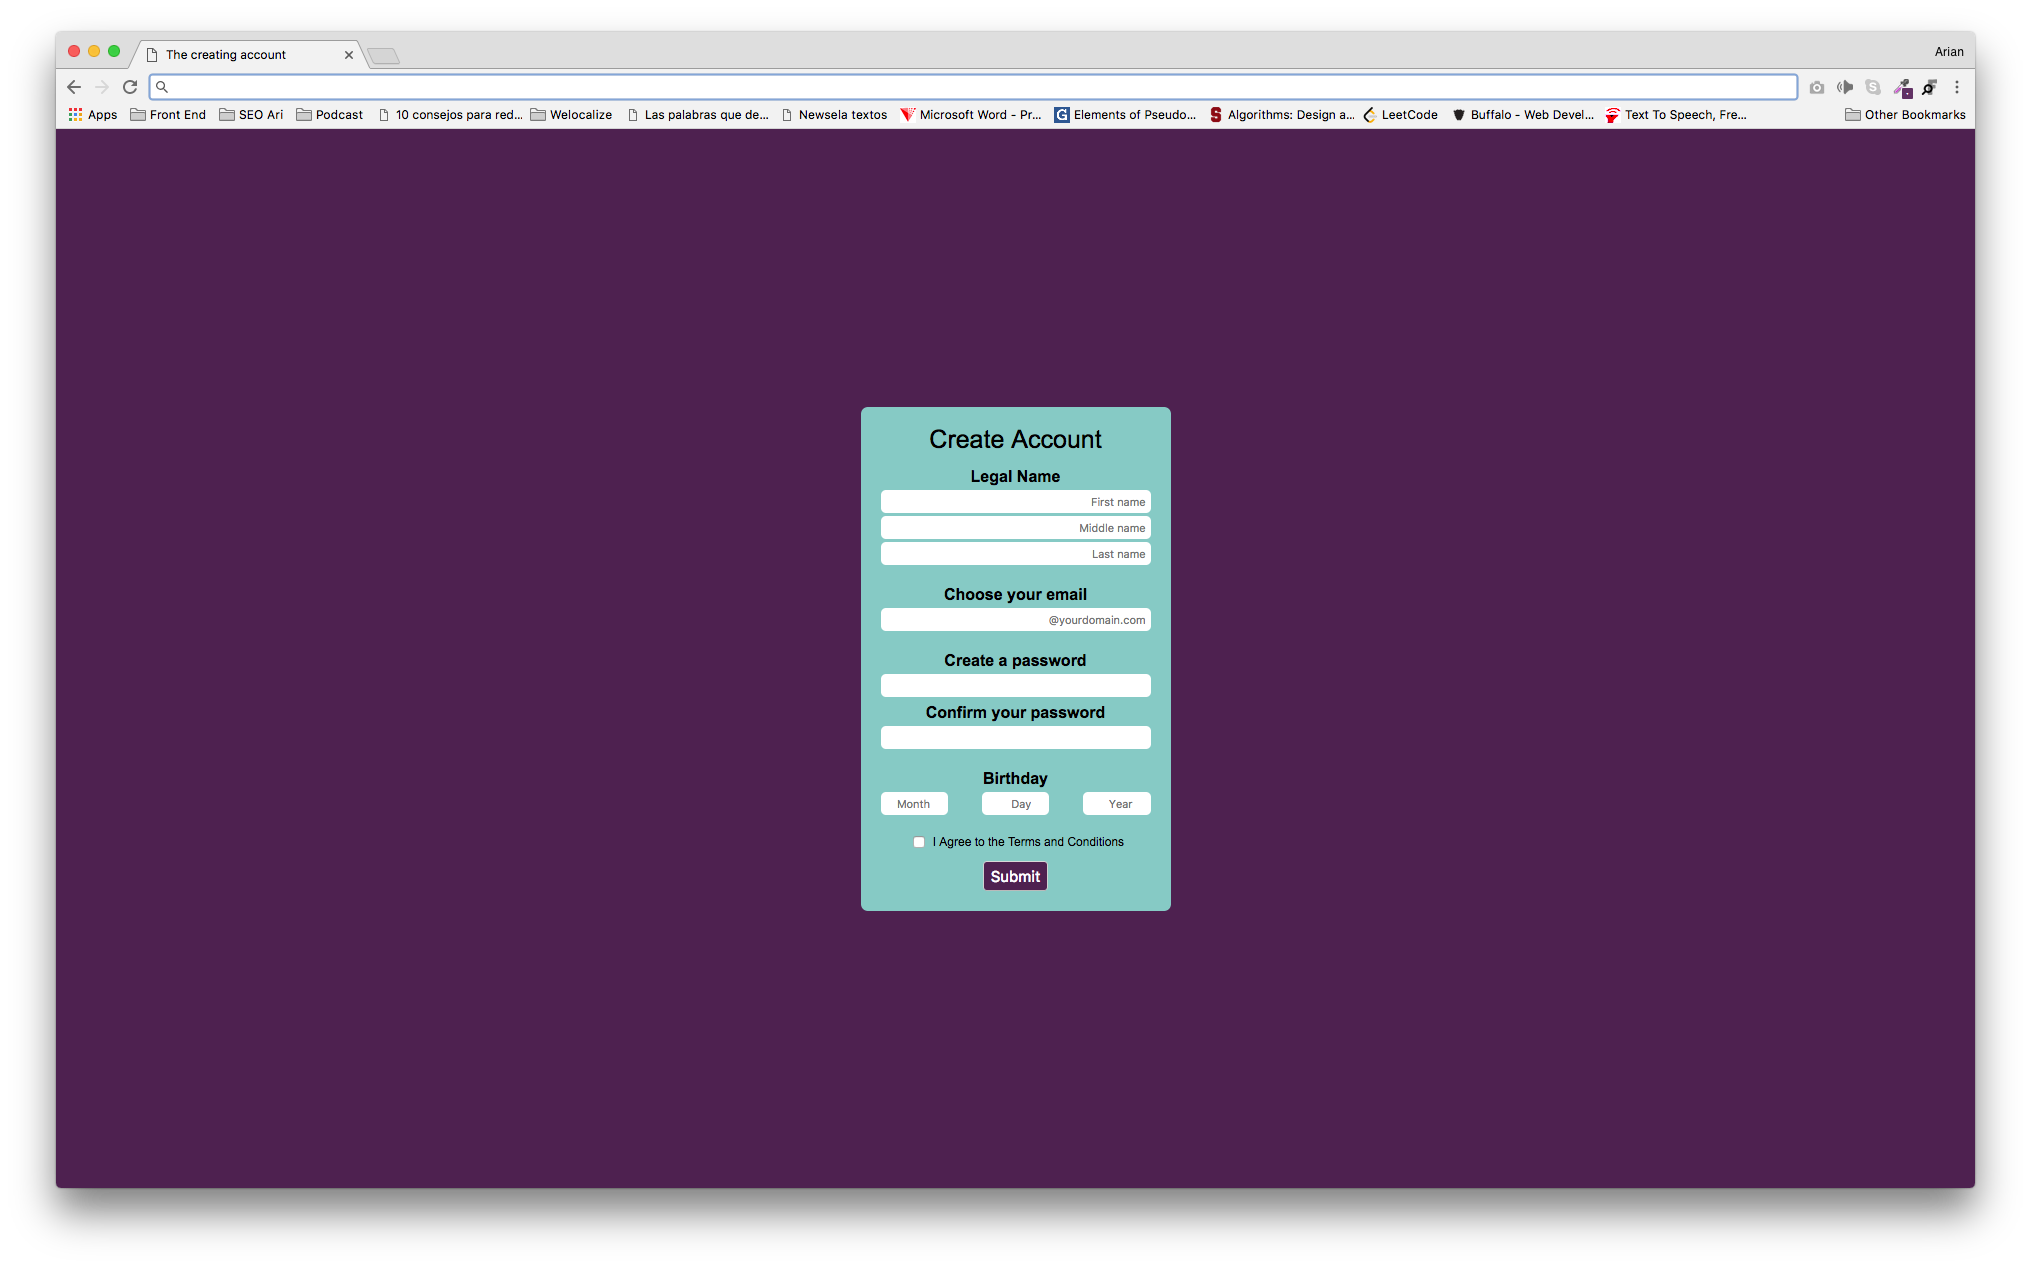 The creating account
Arian
Apps Front End SEO Ari Podcast 10 consejos para red... Welocalize Las palabras que de... Newsela textos Microsoft Word - Pr... Elements of Pseudo... Algorithms: Design a... LeetCode Buffalo - Web Devel... Text To Speech, Fre... Other Bookmarks
Create Account
Legal Name
First name
Middle name
Last name
Choose your email
@yourdomain.com
Create a password
Confirm your password
Birthday
Month Day Year
I Agree to the Terms and Conditions
Submit